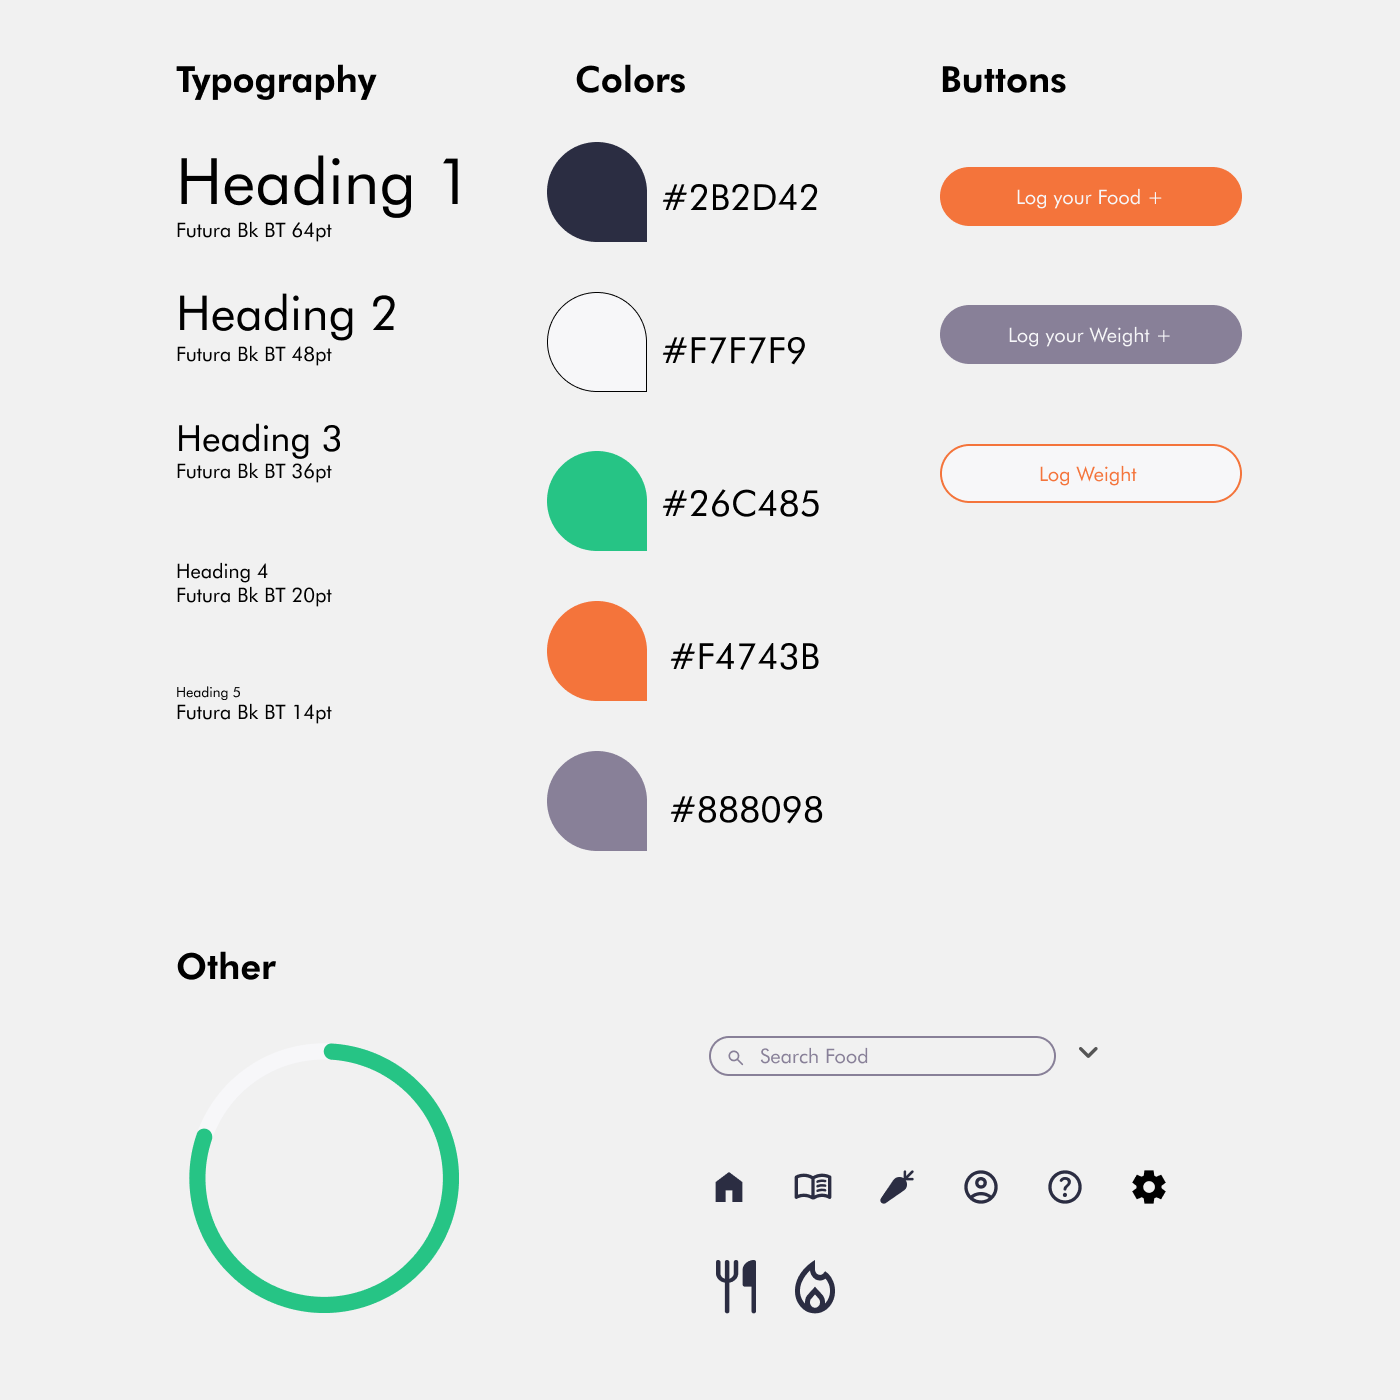 Typography
Heading 1
Futura Bk BT 64pt
Heading 2
Futura Bk BT 48pt
Heading 3
Futura Bk BT 36pt
Heading 4
Futura Bk BT 20pt
Heading 5
Futura Bk BT 14pt
Colors
#2B2D42
#F7F7F9
#26C485
#F4743B
#888098
Buttons
Log your Food +
Log your Weight +
Log Weight
Other
Search Food